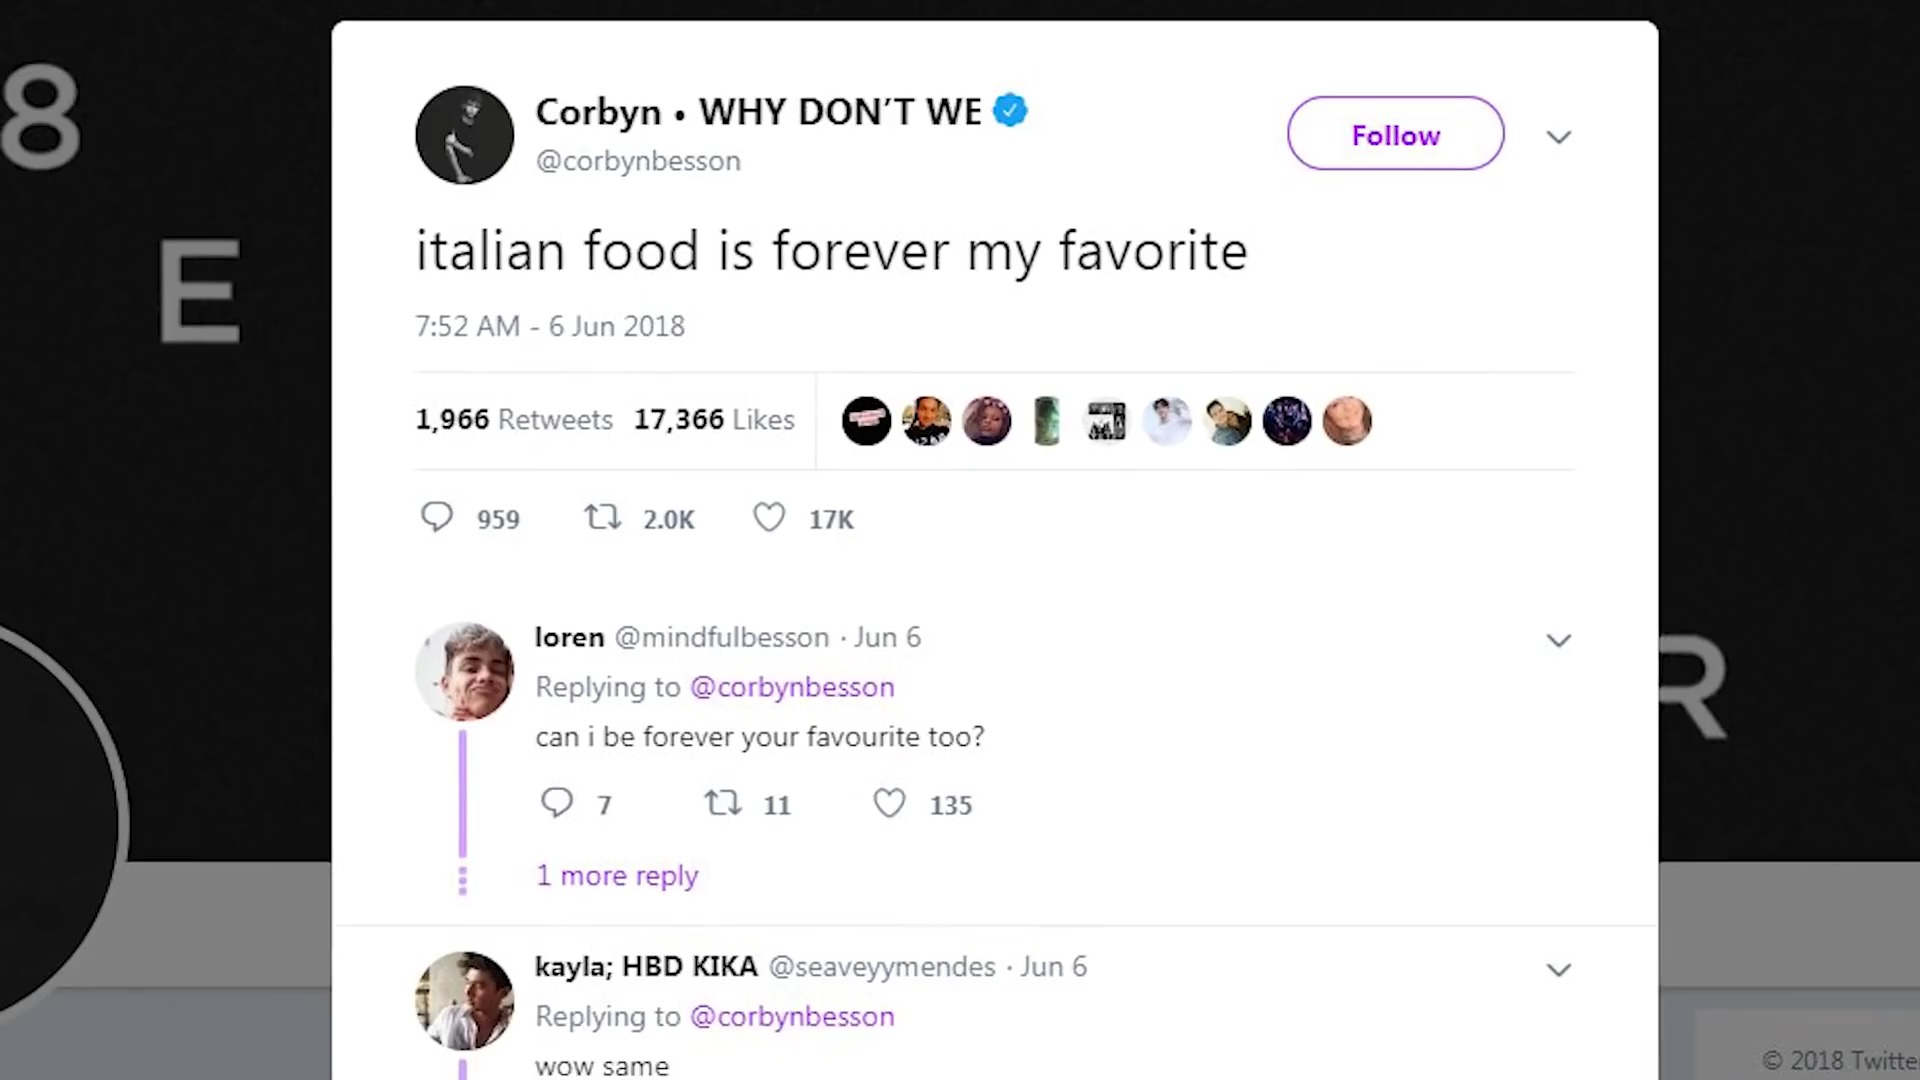 8
E
R
Corbyn • WHY DON'T WE
@corbynbesson
Follow
italian food is forever my favorite
7:52 AM - 6 Jun 2018
1,966 Retweets 17,366 Likes
959 2.0K 17K
loren @mindfulbesson · Jun 6
Replying to @corbynbesson
can i be forever your favourite too?
7 11 135
1 more reply
kayla; HBD KIKA @seaveyymendes · Jun 6
Replying to @corbynbesson
wow same
© 2018 Twitte